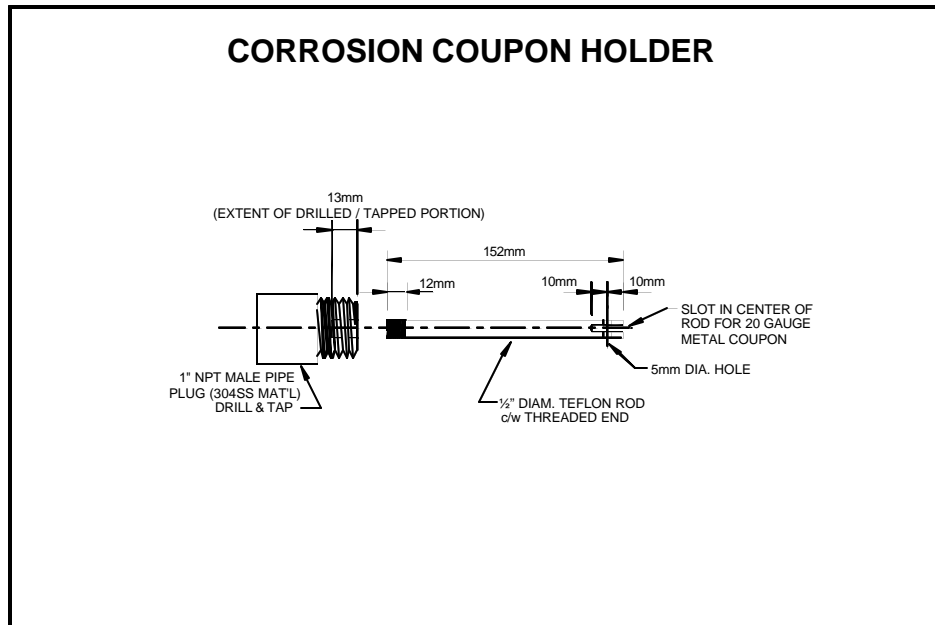 CORROSION COUPON HOLDER
13mm
(EXTENT OF DRILLED / TAPPED PORTION)
152mm
12mm
10mm
10mm
SLOT IN CENTER OF
ROD FOR 20 GAUGE
METAL COUPON
5mm DIA. HOLE
1" NPT MALE PIPE
PLUG (304SS MAT'L)
DRILL & TAP
½" DIAM. TEFLON ROD
c/w THREADED END